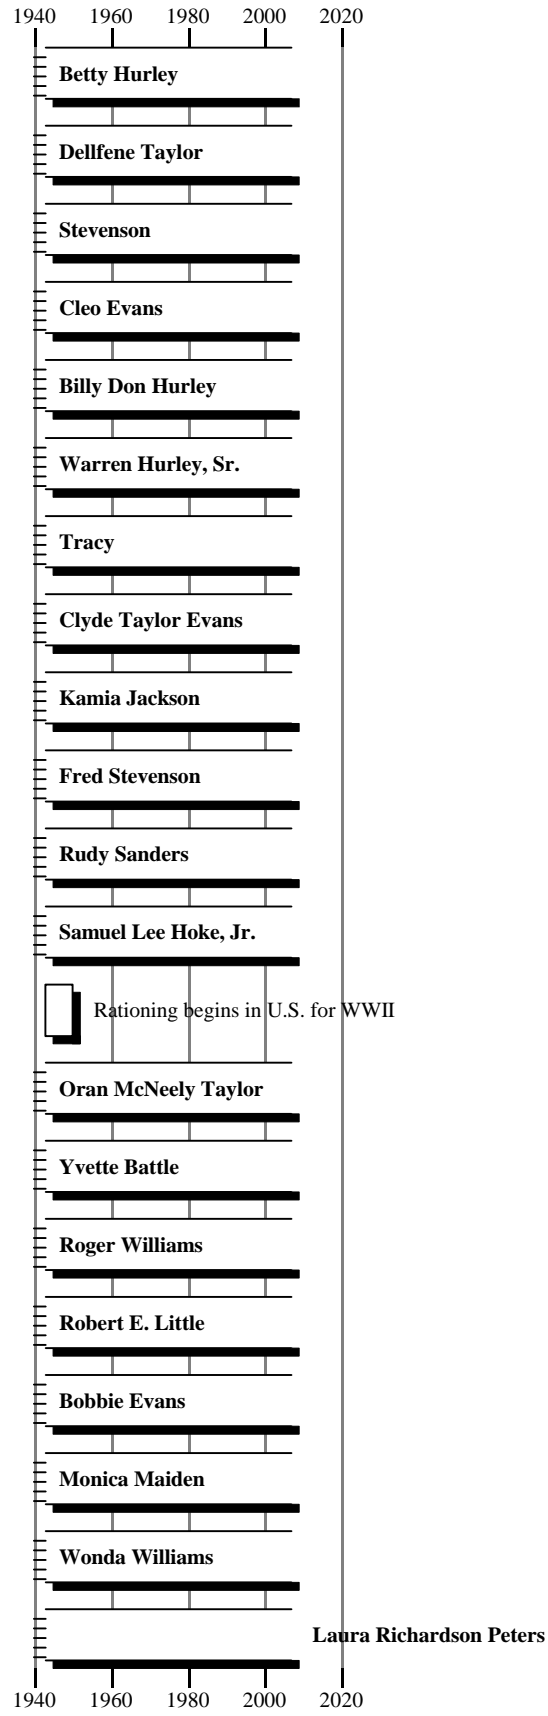 1940 1960 1980 2000 2020
Betty Hurley
Dellfene Taylor
Stevenson
Cleo Evans
Billy Don Hurley
Warren Hurley, Sr.
Tracy
Clyde Taylor Evans
Kamia Jackson
Fred Stevenson
Rudy Sanders
Samuel Lee Hoke, Jr.
Rationing begins in U.S. for WWII
Oran McNeely Taylor
Yvette Battle
Roger Williams
Robert E. Little
Bobbie Evans
Monica Maiden
Wonda Williams
Laura Richardson Peters
1940 1960 1980 2000 2020